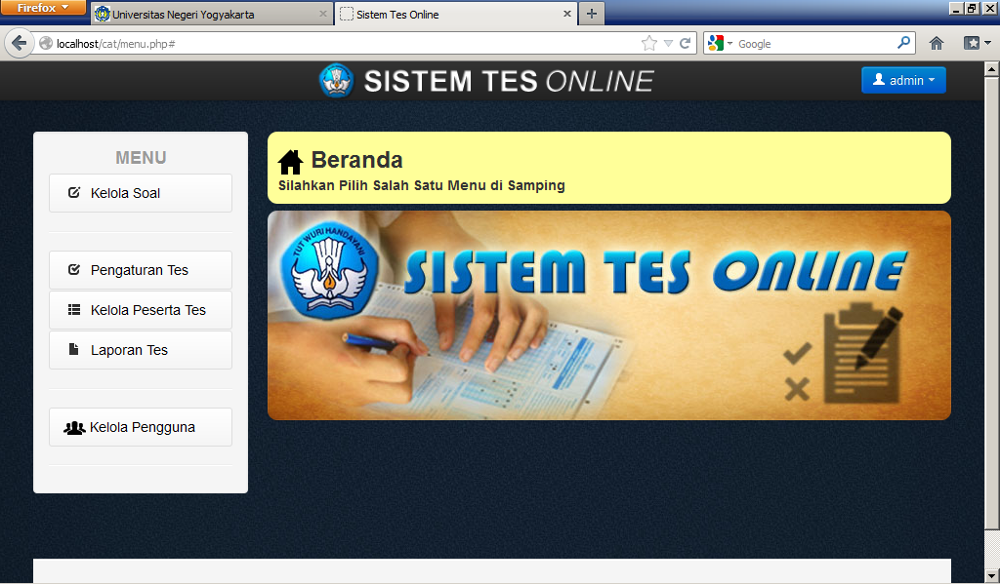 Firefox
Universitas Negeri Yogyakarta
Sistem Tes Online
localhost/cat/menu.php#
Google
SISTEM TES ONLINE
admin
MENU
Kelola Soal
Pengaturan Tes
Kelola Peserta Tes
Laporan Tes
Kelola Pengguna
Beranda
Silahkan Pilih Salah Satu Menu di Samping
TUT WURI HANDAYANI
SISTEM TES ONLINE